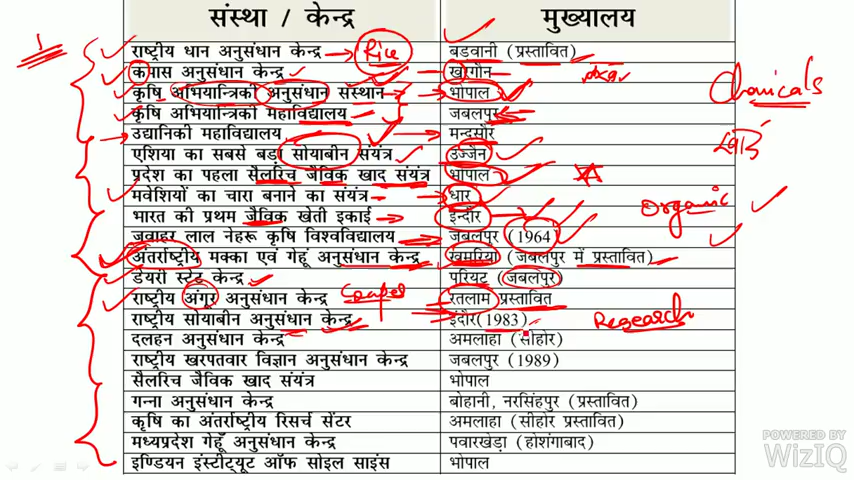 संस्था / केन्द्र मुख्यालय
राष्ट्रीय धान अनुसंधान केन्द्र Rice बडवानी (प्रस्तावित)
कपास अनुसंधान केन्द्र खरगोन
कृषि अभियान्त्रिकी अनुसंधान संस्थान भोपाल Chemicals
कृषि अभियान्त्रिकी महाविद्यालय जबलपुर
उद्यानिकी महाविद्यालय मन्दसौर
एशिया का सबसे बड़ा सोयाबीन संयंत्र उज्जैन
प्रदेश का पहला सैलरिच जैविक खाद संयंत्र भोपाल
मवेशियों का चारा बनाने का संयंत्र धार Organic
भारत की प्रथम जैविक खेती इकाई इन्दौर
जवाहर लाल नेहरू कृषि विश्वविद्यालय जबलपुर (1964)
अंतर्राष्ट्रीय मक्का एवं गेहूं अनुसंधान केन्द्र खमरिया (जबलपुर में प्रस्तावित)
डेयरी स्टेट केन्द्र परियट (जबलपुर)
राष्ट्रीय अंगूर अनुसंधान केन्द्र Grapes रतलाम प्रस्तावित
राष्ट्रीय सोयाबीन अनुसंधान केन्द्र इंदौर (1983) Research
दलहन अनुसंधान केन्द्र अमलाहा (सीहोर)
राष्ट्रीय खरपतवार विज्ञान अनुसंधान केन्द्र जबलपुर (1989)
सैलरिच जैविक खाद संयंत्र भोपाल
गन्ना अनुसंधान केन्द्र बोहानी, नरसिंहपुर (प्रस्तावित)
कृषि का अंतर्राष्ट्रीय रिसर्च सेंटर अमलाहा (सीहोर प्रस्तावित)
मध्यप्रदेश गेहूँ अनुसंधान केन्द्र पवारखेड़ा (होशंगाबाद)
इण्डियन इंस्टीट्यूट ऑफ सोइल साइंस भोपाल
POWERED BY
WizIQ